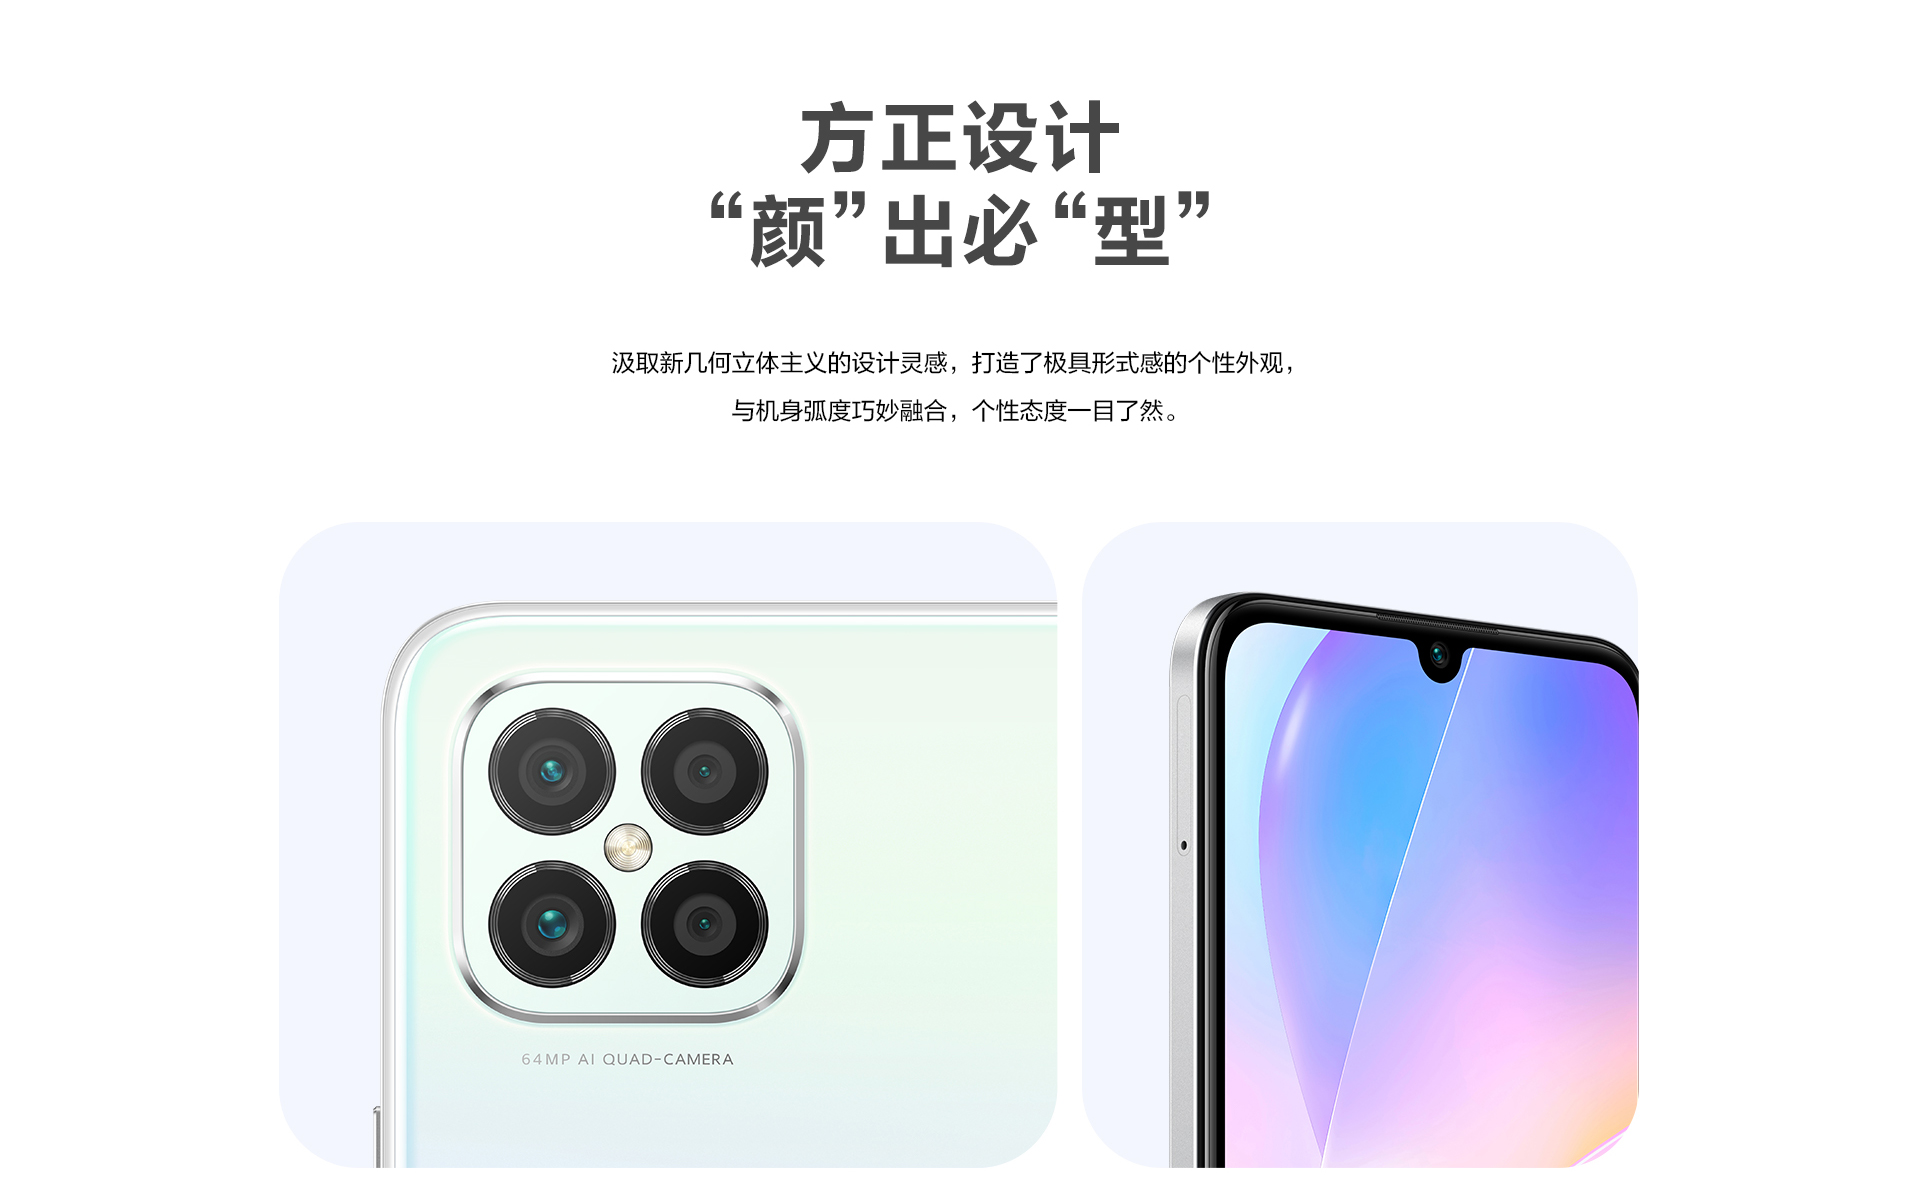 方正设计
“颜”出必“型”
汲取新几何立体主义的设计灵感，打造了极具形式感的个性外观，
与机身弧度巧妙融合，个性态度一目了然。
64MP AI QUAD-CAMERA